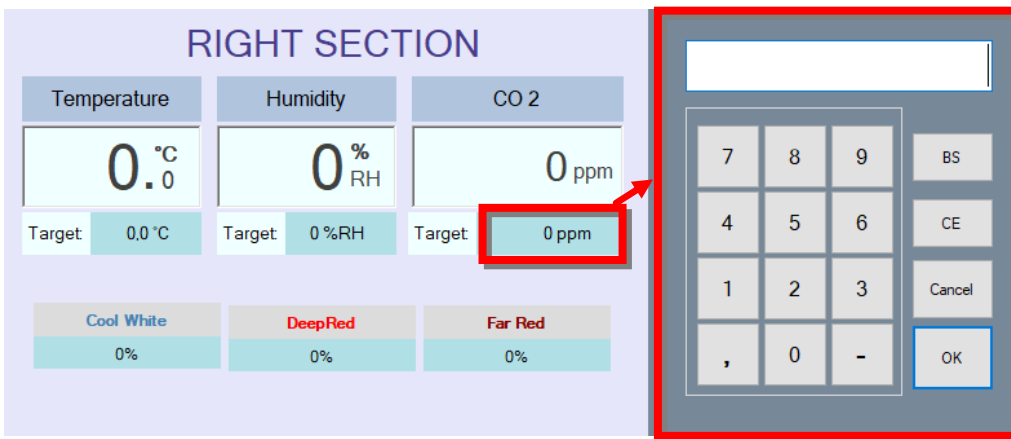 RIGHT SECTION
Temperature Humidity CO 2
0.0 °C 0 % RH 0 ppm
Target: 0,0 °C Target: 0 %RH Target: 0 ppm
Cool White DeepRed Far Red
0% 0% 0%
7 8 9 BS
4 5 6 CE
1 2 3 Cancel
, 0 - OK